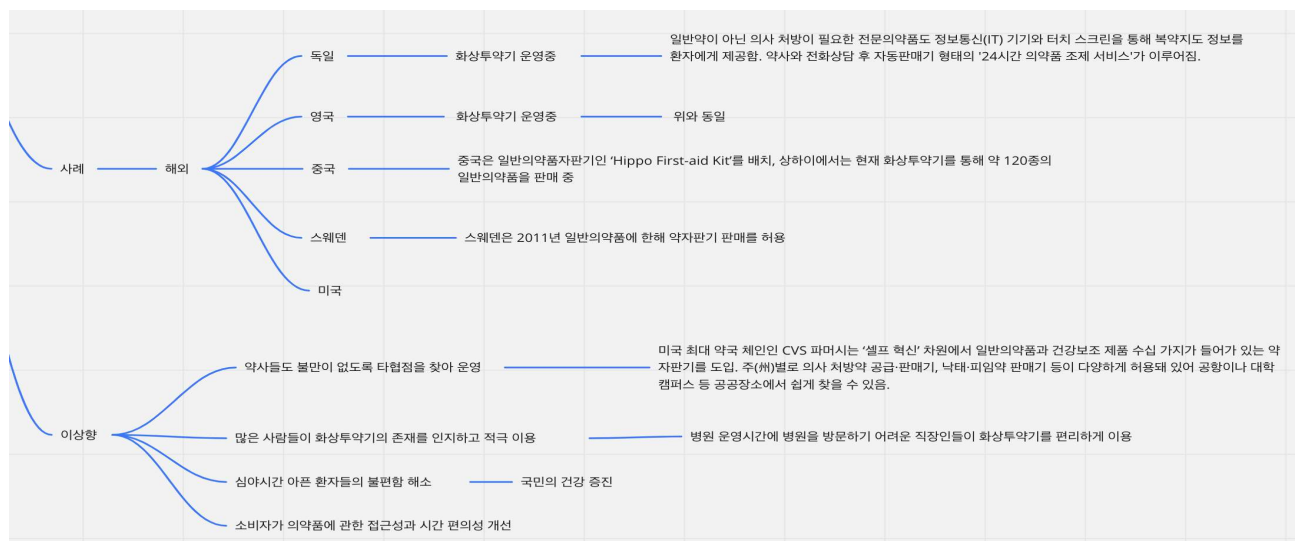 독일
화상투약기 운영중
일반약이 아닌 의사 처방이 필요한 전문의약품도 정보통신(IT) 기기와 터치 스크린을 통해 복약지도 정보를
환자에게 제공함. 약사와 전화상담 후 자동판매기 형태의 '24시간 의약품 조제 서비스'가 이루어짐.
영국
화상투약기 운영중
위와 동일
사례
해외
중국
중국은 일반의약품자판기인 ‘Hippo First-aid Kit’를 배치, 상하이에서는 현재 화상투약기를 통해 약 120종의
일반의약품을 판매 중
스웨덴
스웨덴은 2011년 일반의약품에 한해 약자판기 판매를 허용
미국
약사들도 불만이 없도록 타협점을 찾아 운영
미국 최대 약국 체인인 CVS 파머시는 ‘셀프 혁신’ 차원에서 일반의약품과 건강보조 제품 수십 가지가 들어가 있는 약
자판기를 도입. 주(州)별로 의사 처방약 공급·판매기, 낙태·피임약 판매기 등이 다양하게 허용돼 있어 공항이나 대학
캠퍼스 등 공공장소에서 쉽게 찾을 수 있음.
이상향
많은 사람들이 화상투약기의 존재를 인지하고 적극 이용
병원 운영시간에 병원을 방문하기 어려운 직장인들이 화상투약기를 편리하게 이용
심야시간 아픈 환자들의 불편함 해소
국민의 건강 증진
소비자가 의약품에 관한 접근성과 시간 편의성 개선